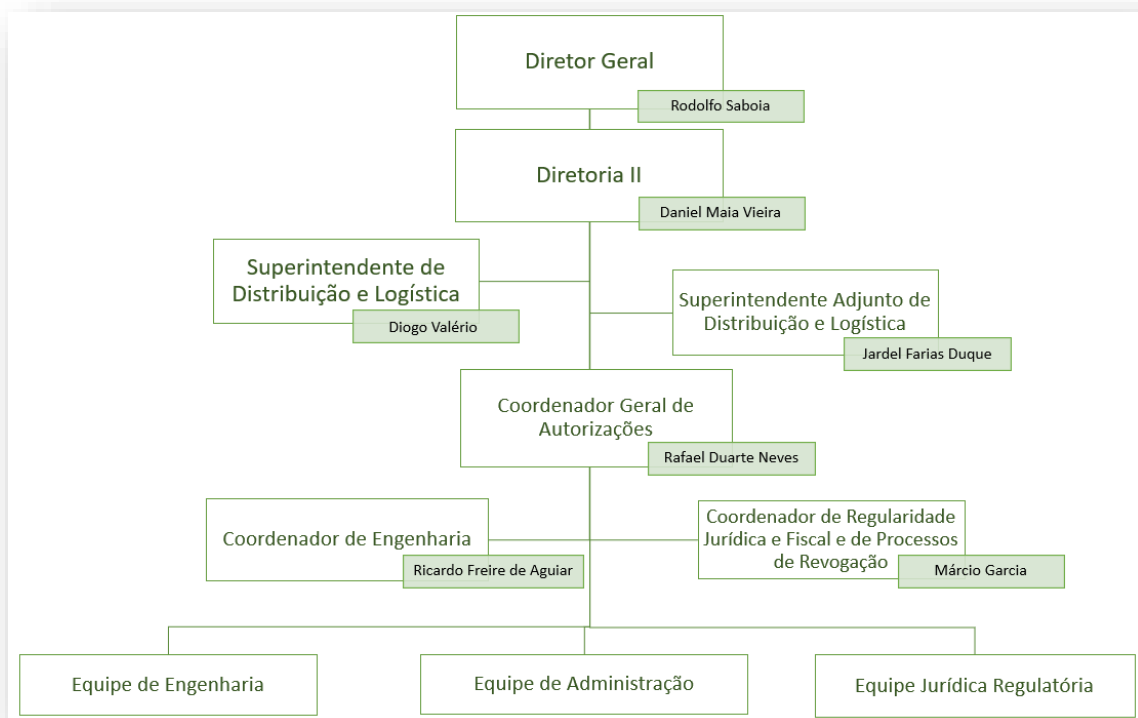 Diretor Geral
Rodolfo Saboia
Diretoria II
Daniel Maia Vieira
Superintendente de
Distribuição e Logística
Diogo Valério
Superintendente Adjunto de
Distribuição e Logística
Jardel Farias Duque
Coordenador Geral de
Autorizações
Rafael Duarte Neves
Coordenador de Engenharia
Ricardo Freire de Aguiar
Coordenador de Regularidade
Jurídica e Fiscal e de Processos
de Revogação
Márcio Garcia
Equipe de Engenharia
Equipe de Administração
Equipe Jurídica Regulatória